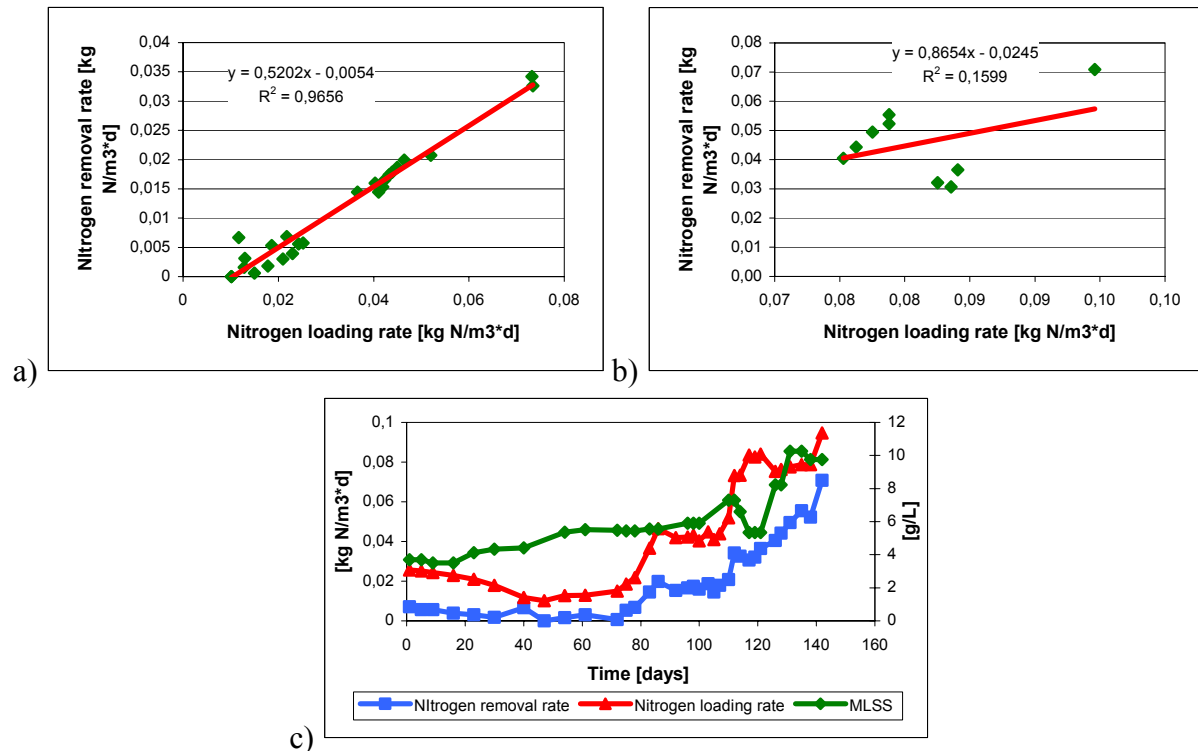 NItrogen removal rate [kg
N/m3*d]
0,04
0,035
0,03
0,025
0,02
0,015
0,01
0,005
0
y = 0,5202x - 0,0054
R2 = 0,9656
0
0,02
0,04
0,06
0,08
Nitrogen loading rate [kg N/m3*d]
a)
Nitrogen removal rate [kg
N/m3*d]
0,08
0,07
0,06
0,05
0,04
0,03
0,02
0,01
0,00
y = 0.8654x - 0.0245
R2 = 0,1599
0,07
0,08
0,08
0,09
0,09
0,10
0,10
Nitrogen loading rate [kg N/m3*d]
b)
[kg N/m3*d]
0,1
0,08
0,06
0,04
0,02
0
12
10
8
6
4
2
0
[g/L]
0
20
40
60
80
100
120
140
160
Time [days]
NItrogen removal rate
Nitrogen loading rate
MLSS
c)